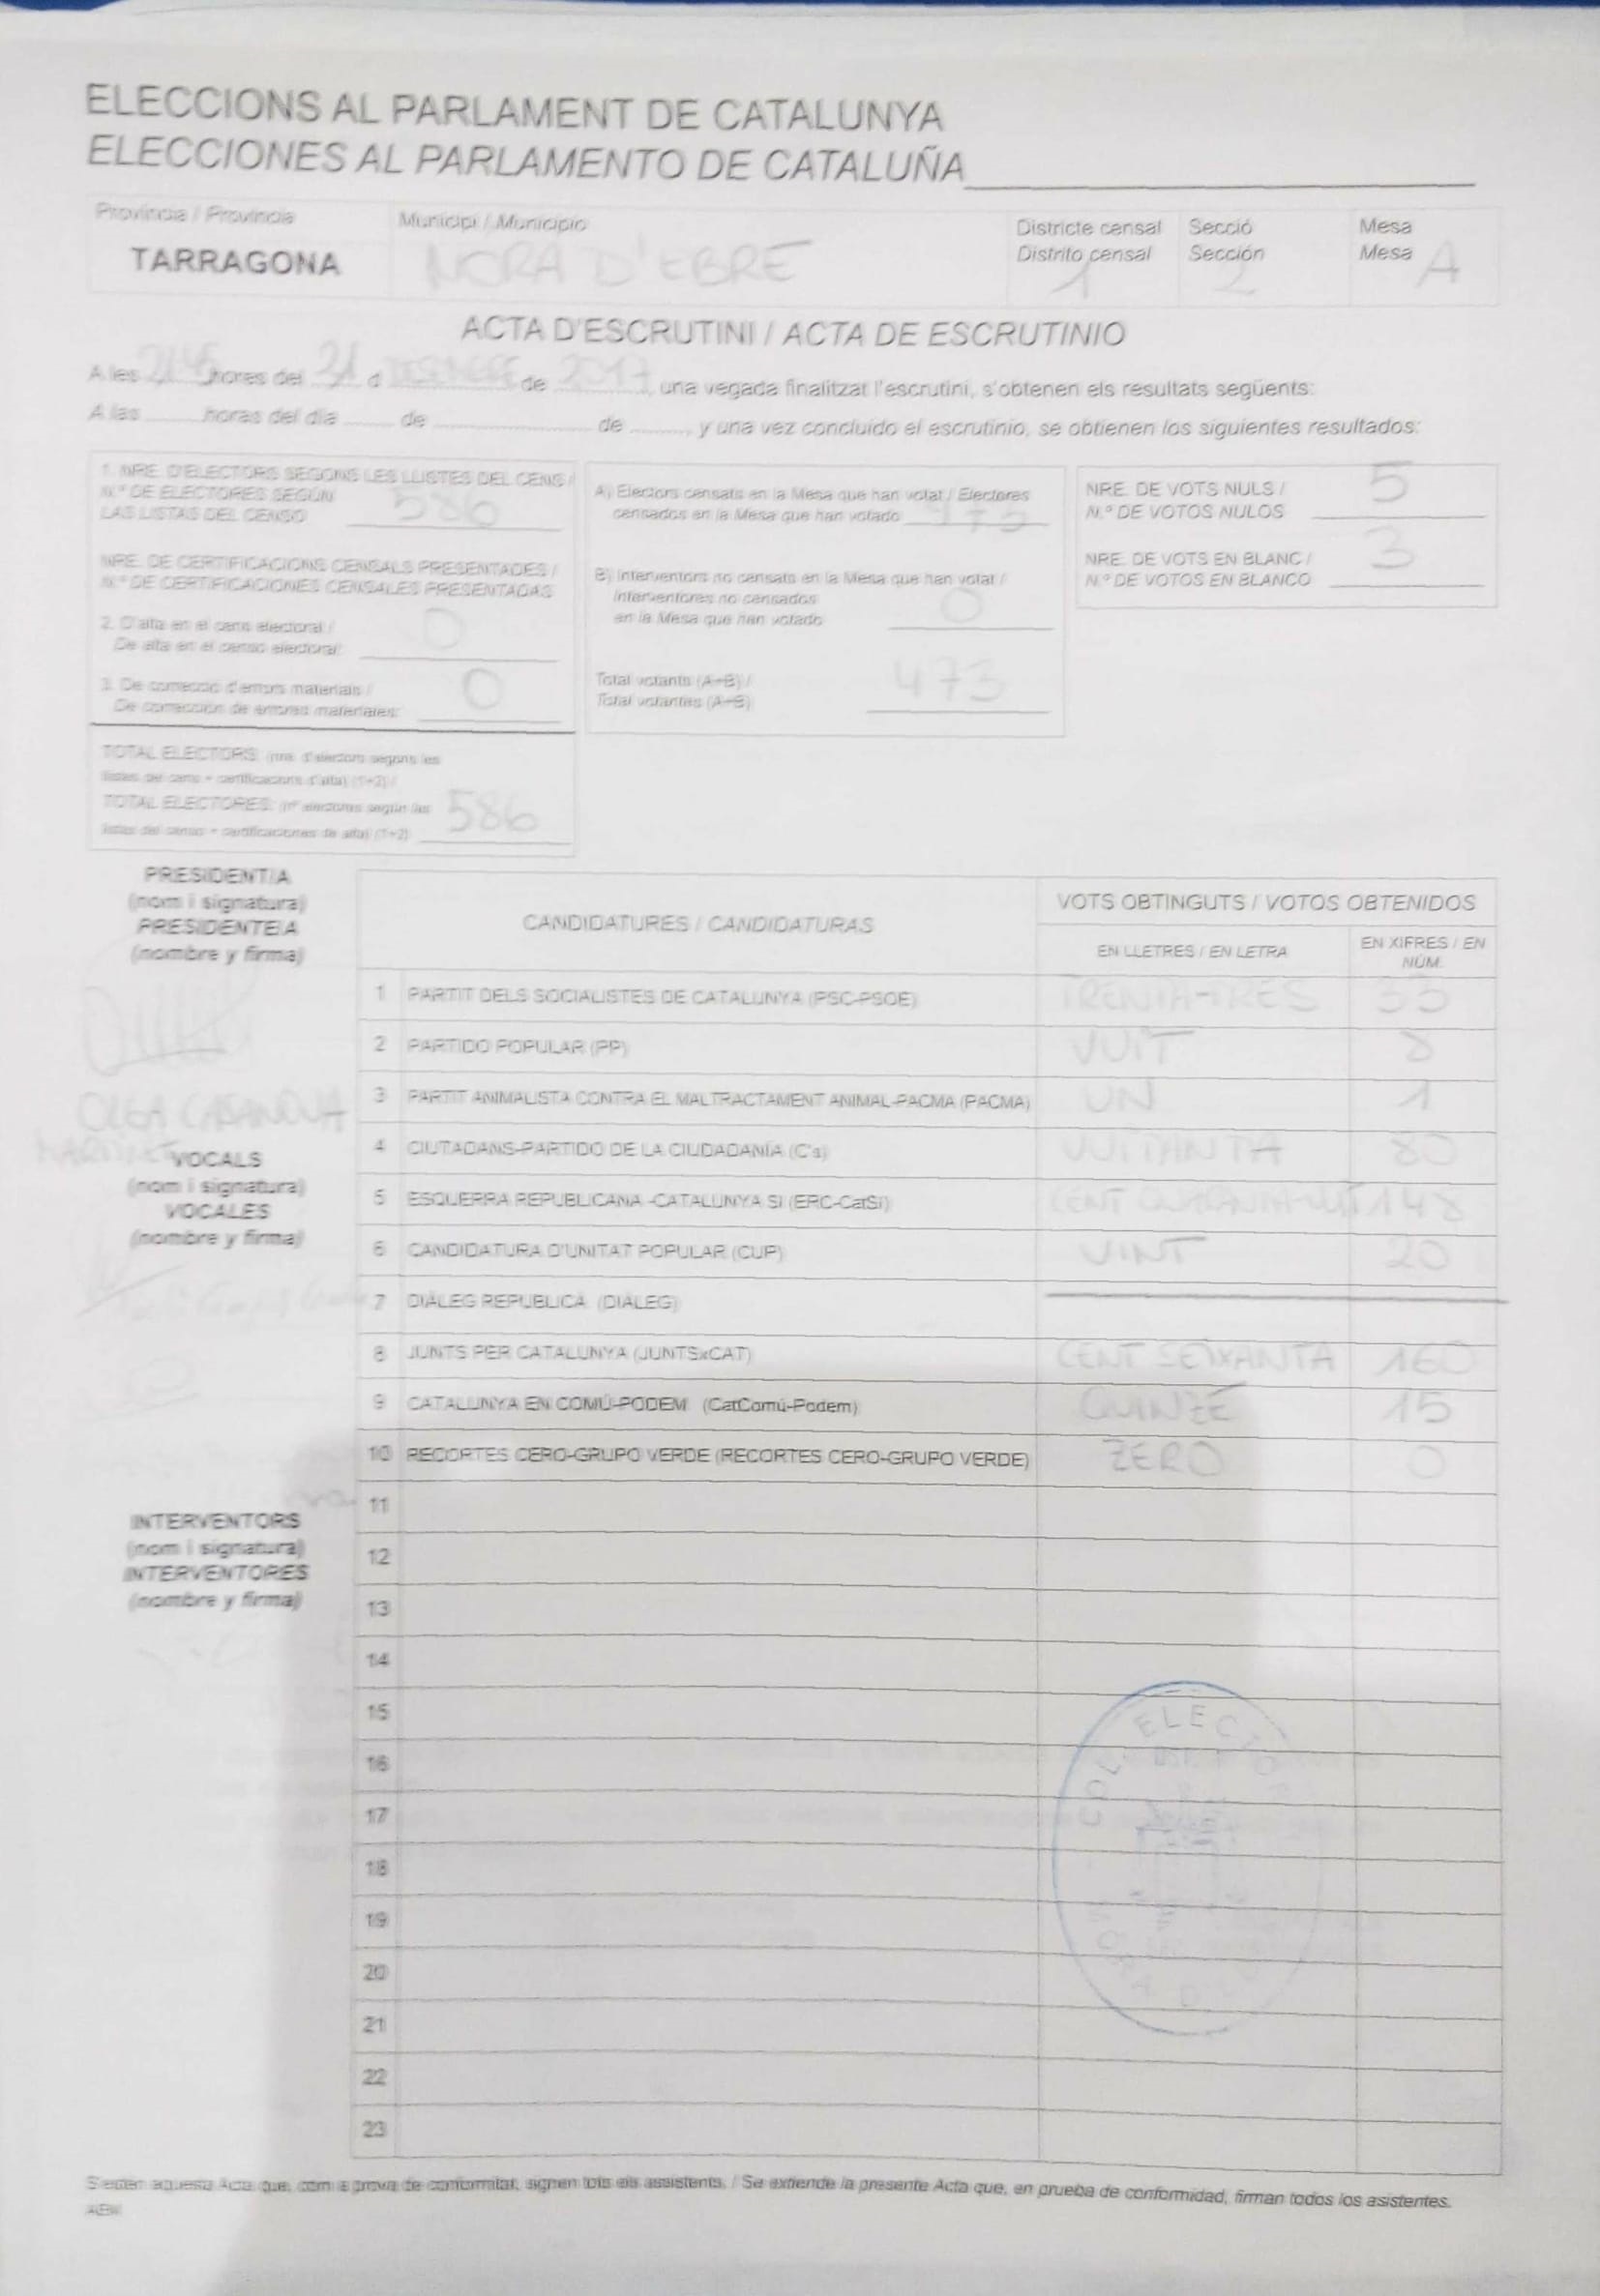 ELECCIONS AL PARLAMENT DE CATALUNYA
ELECCIONES AL PARLAMENTO DE CATALUÑA
Província / Provincia
TARRAGONA
Municipi / Municipio
MORA D'EBRE
Districte censal
Distrito censal 1
Secció
Sección 2
Mesa
Mesa A
ACTA D'ESCRUTINI / ACTA DE ESCRUTINIO
A les hores del 21 d DESEMBRE de 2017, una vegada finalitzat l'escrutini, s'obtenen els resultats següents:
A las horas del día de de , y una vez concluido el escrutinio, se obtienen los siguientes resultados:
1. NRE. D'ELECTORS SEGONS LES LLISTES DEL CENS /
N.º DE ELECTORES SEGÚN
LAS LISTAS DEL CENSO 586
NRE. DE CERTIFICACIONS CENSALS PRESENTADES /
N.º DE CERTIFICACIONES CENSALES PRESENTADAS
2. D'alta en el cens electoral /
De alta en el censo electoral: 0
3. De correcció d'errors materials /
De corrección de errores materiales: 0
TOTAL ELECTORS: (nre. d'electors segons les
llistes del cens + certificacions d'alta) (1+2) /
TOTAL ELECTORES: (nº electores según las
listas del censo + certificaciones de alta) (1+2) 586
A) Electors censats en la Mesa que han votat / Electores
censados en la Mesa que han votado 473
B) Interventors no censats en la Mesa que han votat /
Interventores no censados
en la Mesa que han votado 0
Total votants (A+B) /
Total votantes (A+B) 473
NRE. DE VOTS NULS /
N.º DE VOTOS NULOS 5
NRE. DE VOTS EN BLANC /
N.º DE VOTOS EN BLANCO 3
PRESIDENT/A
(nom i signatura)
PRESIDENTE/A
(nombre y firma)
OLGA CASANOVA
MARTINEZ
VOCALS
(nom i signatura)
VOCALES
(nombre y firma)
INTERVENTORS
(nom i signatura)
INTERVENTORES
(nombre y firma)
CANDIDATURES / CANDIDATURAS
VOTS OBTINGUTS / VOTOS OBTENIDOS
EN LLETRES / EN LETRA
EN XIFRES / EN
NÚM.
1 PARTIT DELS SOCIALISTES DE CATALUNYA (PSC-PSOE) TRENTA-TRES 33
2 PARTIDO POPULAR (PP) VUIT 8
3 PARTIT ANIMALISTA CONTRA EL MALTRACTAMENT ANIMAL-PACMA (PACMA) UN 1
4 CIUTADANS-PARTIDO DE LA CIUDADANÍA (C's) VUITANTA 80
5 ESQUERRA REPUBLICANA -CATALUNYA SÍ (ERC-CatSí) CENT QUARANTA-VUIT 148
6 CANDIDATURA D'UNITAT POPULAR (CUP) VINT 20
7 DIÀLEG REPUBLICÀ (DIÀLEG)
8 JUNTS PER CATALUNYA (JUNTSxCAT) CENT SEIXANTA 160
9 CATALUNYA EN COMÚ-PODEM (CatComú-Podem) QUINZE 15
10 RECORTES CERO-GRUPO VERDE (RECORTES CERO-GRUPO VERDE) ZERO 0
11
12
13
14
15
16
17
18
19
20
21
22
23
S'estén aquesta Acta que, com a prova de conformitat, signen tots els assistents. / Se extiende la presente Acta que, en prueba de conformidad, firman todos los asistentes.